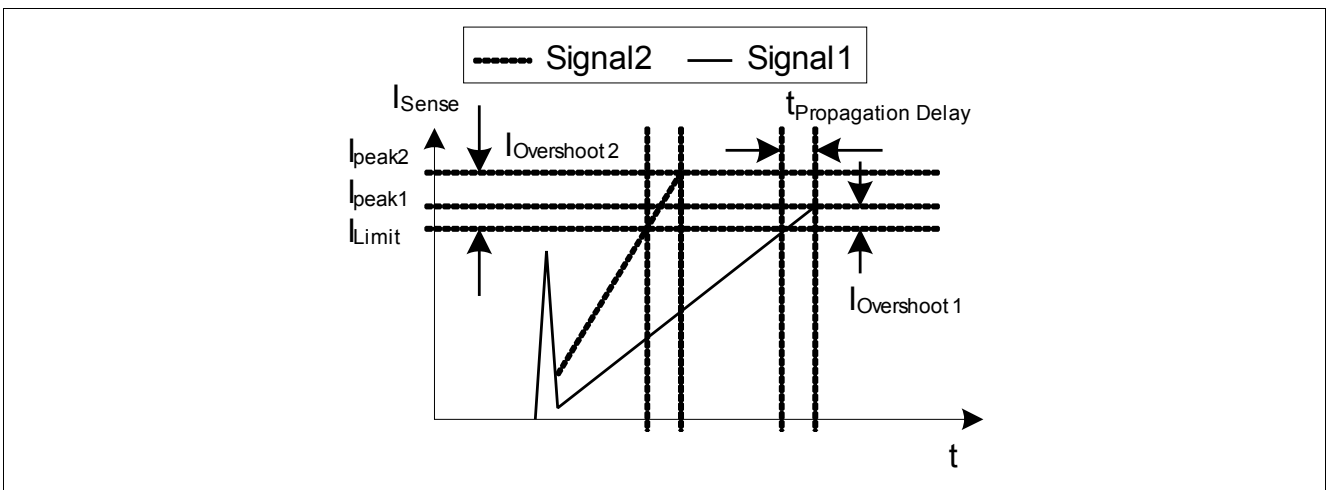 Signal2 Signal1
ISense
tPropagation Delay
Ipeak2
IOvershoot 2
Ipeak1
ILimit
IOvershoot 1
t